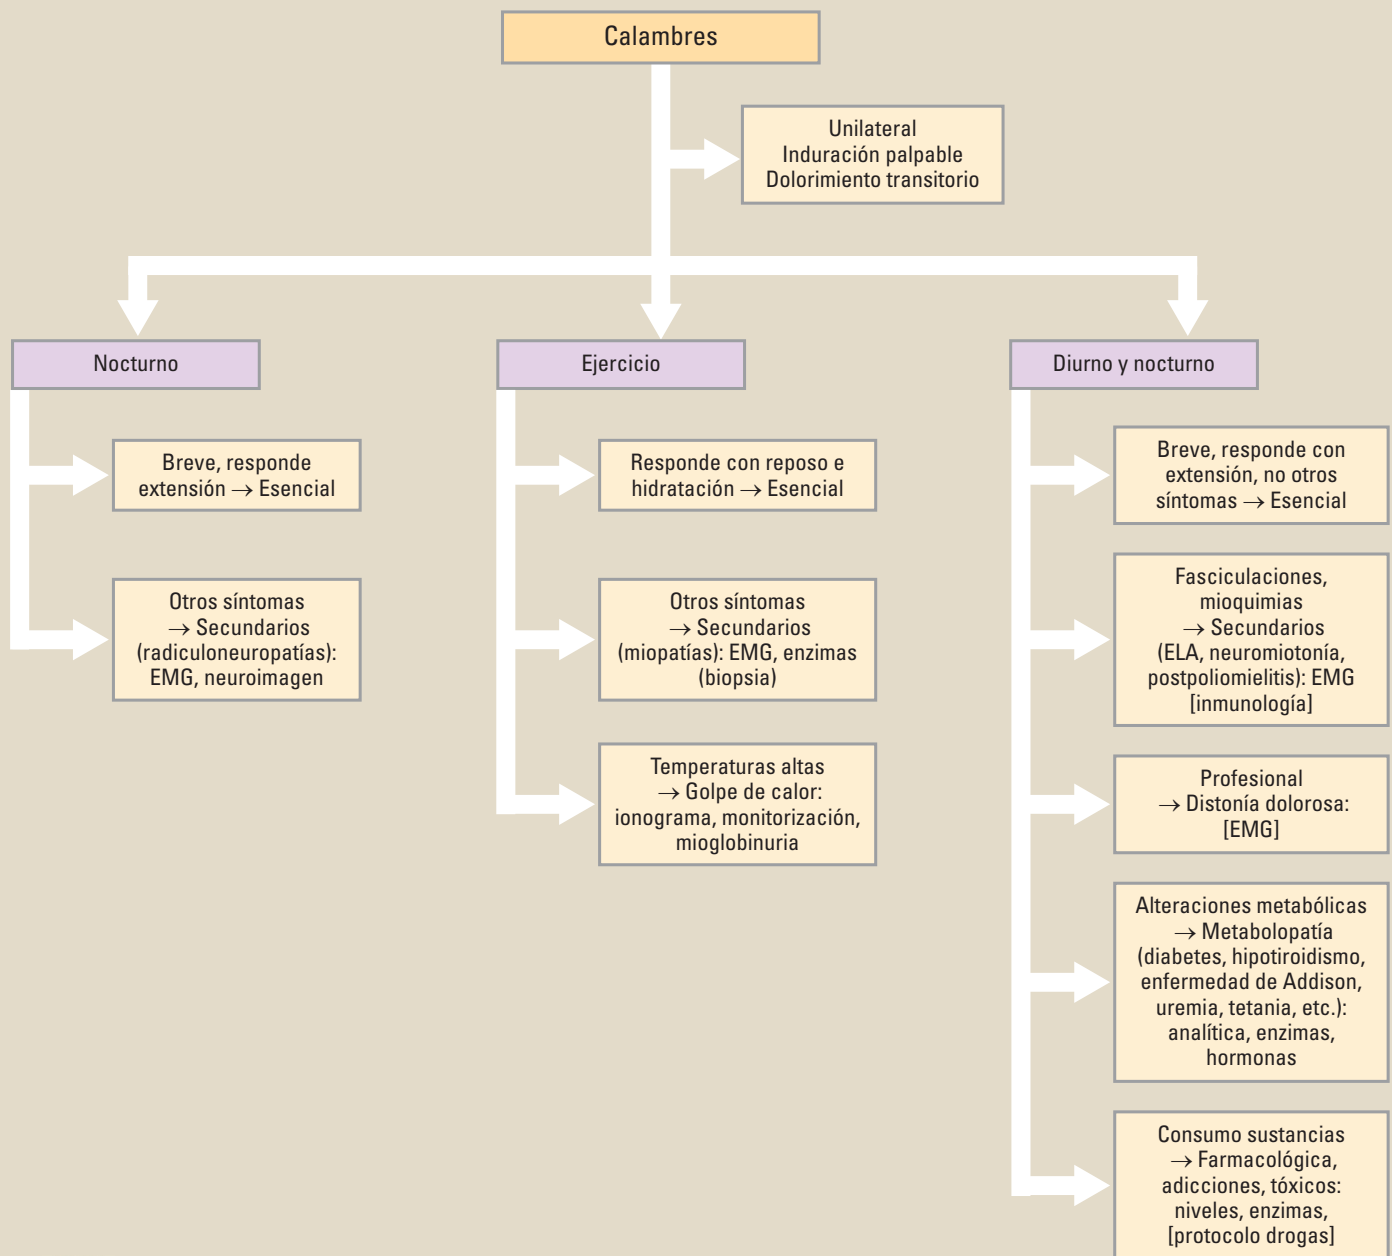 Calambres
Unilateral
Induración palpable
Dolorimiento transitorio
Nocturno
Breve, responde
extensión → Esencial
Otros síntomas
→ Secundarios
(radiculoneuropatías):
EMG, neuroimagen
Ejercicio
Responde con reposo e
hidratación → Esencial
Otros síntomas
→ Secundarios
(miopatías): EMG, enzimas
(biopsia)
Temperaturas altas
→ Golpe de calor:
ionograma, monitorización,
mioglobinuria
Diurno y nocturno
Breve, responde con
extensión, no otros
síntomas → Esencial
Fasciculaciones,
mioquimias
→ Secundarios
(ELA, neuromiotonía,
postpoliomielitis): EMG
[inmunología]
Profesional
→ Distonía dolorosa:
[EMG]
Alteraciones metabólicas
→ Metabolopatía
(diabetes, hipotiroidismo,
enfermedad de Addison,
uremia, tetania, etc.):
analítica, enzimas,
hormonas
Consumo sustancias
→ Farmacológica,
adicciones, tóxicos:
niveles, enzimas,
[protocolo drogas]